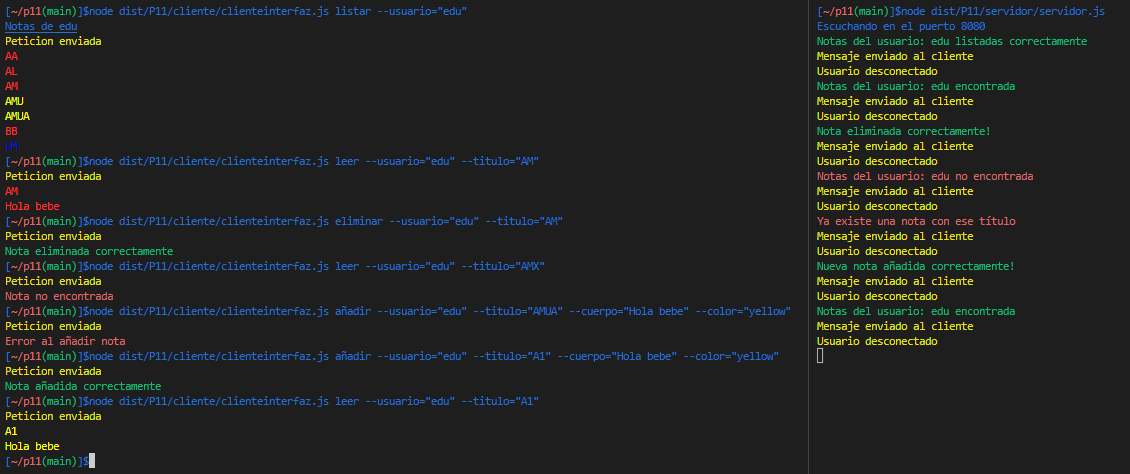 [~/p11(main)]$node dist/P11/cliente/clienteinterfaz.js listar --usuario="edu"
Notas de edu
Peticion enviada
AA
AL
AM
AMU
AMUA
BB
[~/p11(main)]$node dist/P11/cliente/clienteinterfaz.js leer --usuario="edu" --titulo="AM"
Peticion enviada
AM
Hola bebe
[~/p11(main)]$node dist/P11/cliente/clienteinterfaz.js eliminar --usuario="edu" --titulo="AM"
Peticion enviada
Nota eliminada correctamente
[~/p11(main)]$node dist/P11/cliente/clienteinterfaz.js leer --usuario="edu" --titulo="AMX"
Peticion enviada
Nota no encontrada
[~/p11(main)]$node dist/P11/cliente/clienteinterfaz.js añadir --usuario="edu" --titulo="AMUA" --cuerpo="Hola bebe" --color="yellow"
Peticion enviada
Error al añadir nota
[~/p11(main)]$node dist/P11/cliente/clienteinterfaz.js añadir --usuario="edu" --titulo="A1" --cuerpo="Hola bebe" --color="yellow"
Peticion enviada
Nota añadida correctamente
[~/p11(main)]$node dist/P11/cliente/clienteinterfaz.js leer --usuario="edu" --titulo="A1"
Peticion enviada
A1
Hola bebe
[~/p11(main)]$
[~/p11(main)]$node dist/P11/servidor/servidor.js
Escuchando en el puerto 8080
Notas del usuario: edu listadas correctamente
Mensaje enviado al cliente
Usuario desconectado
Notas del usuario: edu encontrada
Mensaje enviado al cliente
Usuario desconectado
Nota eliminada correctamente!
Mensaje enviado al cliente
Usuario desconectado
Notas del usuario: edu no encontrada
Mensaje enviado al cliente
Usuario desconectado
Ya existe una nota con ese título
Mensaje enviado al cliente
Usuario desconectado
Nueva nota añadida correctamente!
Mensaje enviado al cliente
Usuario desconectado
Notas del usuario: edu encontrada
Mensaje enviado al cliente
Usuario desconectado